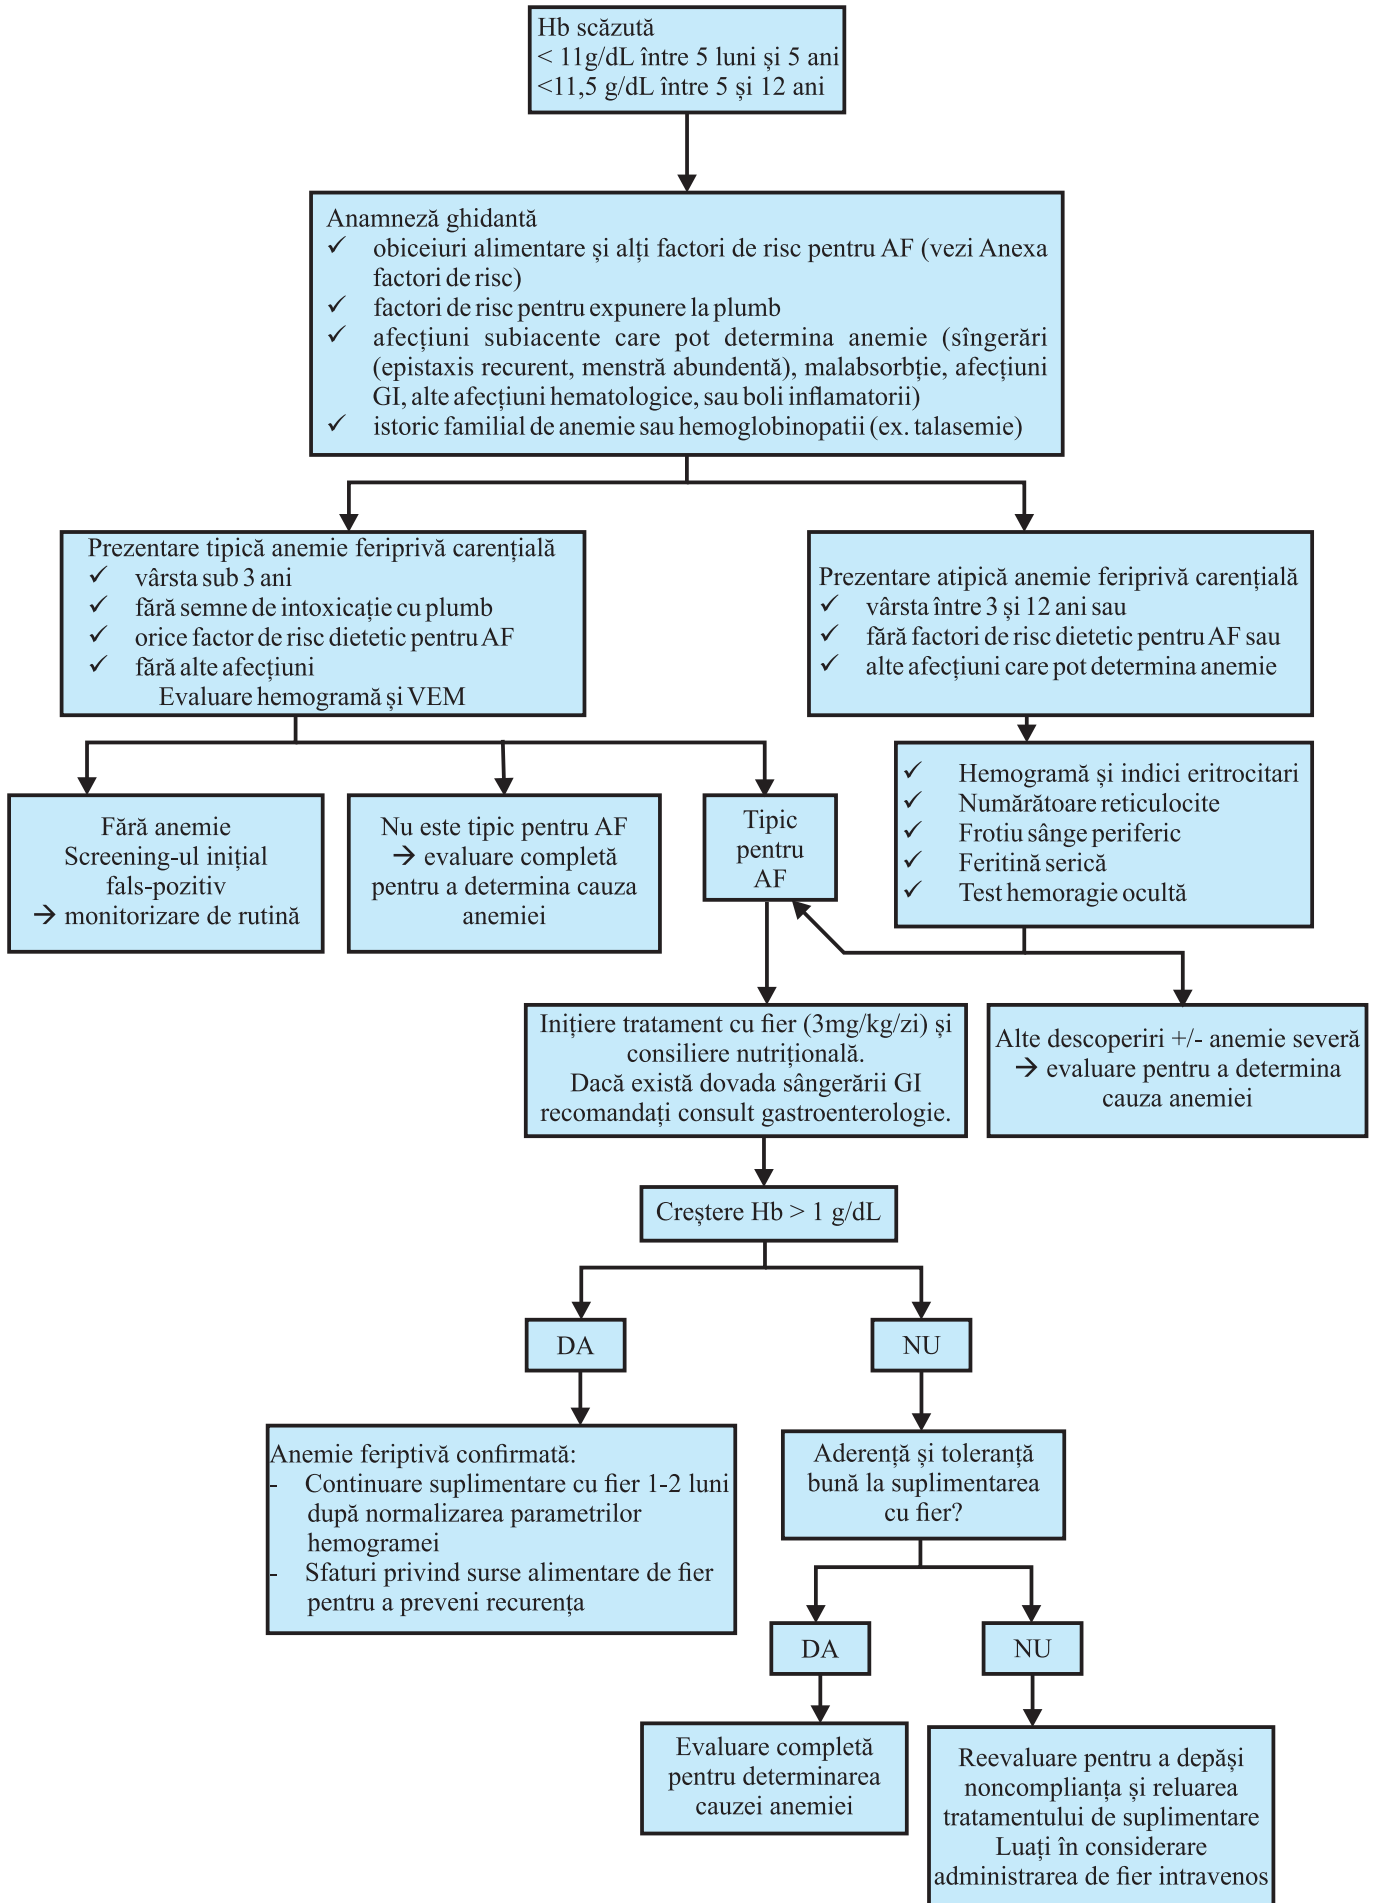 Hb scăzută
< 11g/dL între 5 luni și 5 ani
<11,5 g/dL între 5 și 12 ani
Anamneză ghidantă
✓ obiceiuri alimentare și alți factori de risc pentru AF (vezi Anexa
factori de risc)
✓ factori de risc pentru expunere la plumb
✓ afecțiuni subiacente care pot determina anemie (sîngerări
(epistaxis recurent, menstră abundentă), malabsorbție, afecțiuni
GI, alte afecțiuni hematologice, sau boli inflamatorii)
✓ istoric familial de anemie sau hemoglobinopatii (ex. talasemie)
Prezentare tipică anemie feriprivă carențială
✓ vârsta sub 3 ani
✓ fără semne de intoxicație cu plumb
✓ orice factor de risc dietetic pentru AF
✓ fără alte afecțiuni
Evaluare hemogramă și VEM
Prezentare atipică anemie feriprivă carențială
✓ vârsta între 3 și 12 ani sau
✓ fără factori de risc dietetic pentru AF sau
✓ alte afecțiuni care pot determina anemie
Fără anemie
Screening-ul inițial
fals-pozitiv
→ monitorizare de rutină
Nu este tipic pentru AF
→ evaluare completă
pentru a determina cauza
anemiei
Tipic
pentru
AF
✓ Hemogramă și indici eritrocitari
✓ Numărătoare reticulocite
✓ Frotiu sânge periferic
✓ Feritină serică
✓ Test hemoragie ocultă
Inițiere tratament cu fier (3mg/kg/zi) și
consiliere nutrițională.
Dacă există dovada sângerării GI
recomandați consult gastroenterologie.
Alte descoperiri +/- anemie severă
→ evaluare pentru a determina
cauza anemiei
Creștere Hb > 1 g/dL
DA
NU
Anemie feriptivă confirmată:
- Continuare suplimentare cu fier 1-2 luni
după normalizarea parametrilor
hemogramei
- Sfaturi privind surse alimentare de fier
pentru a preveni recurența
Aderență și toleranță
bună la suplimentarea
cu fier?
DA
NU
Evaluare completă
pentru determinarea
cauzei anemiei
Reevaluare pentru a depăși
noncomplianța și reluarea
tratamentului de suplimentare
Luați în considerare
administrarea de fier intravenos